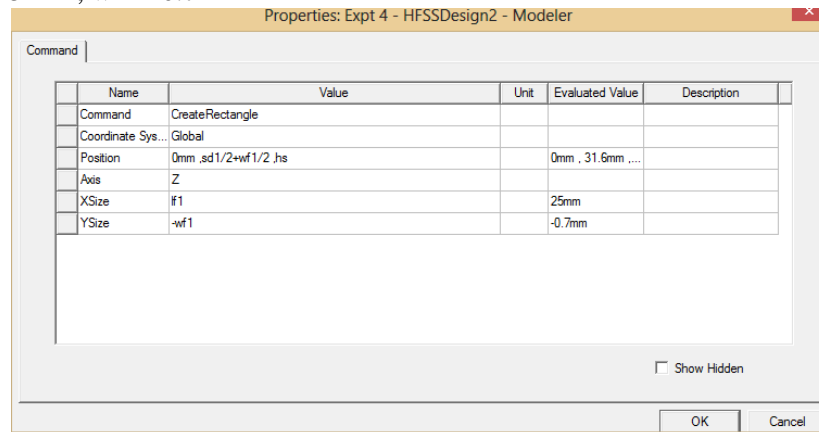 Properties: Expt 4 - HFSSDesign2 - Modeler
Command
Name Value Unit Evaluated Value Description
Command CreateRectangle
Coordinate Sys... Global
Position 0mm ,sd1/2+wf1/2 ,hs 0mm , 31.6mm ,...
Axis Z
XSize lf1 25mm
YSize -wf1 -0.7mm
Show Hidden
OK Cancel